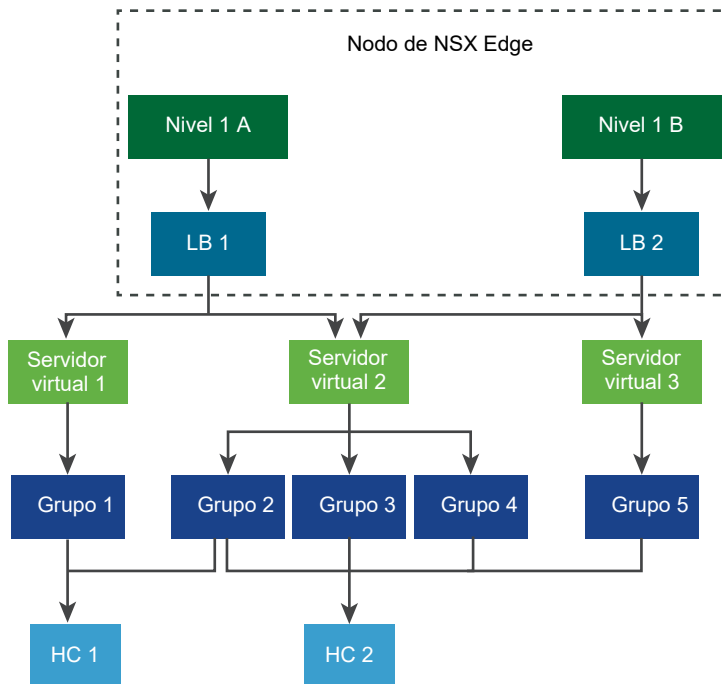 Nodo de NSX Edge
Nivel 1 A
Nivel 1 B
LB 1
LB 2
Servidor
virtual 1
Servidor
virtual 2
Servidor
virtual 3
Grupo 1
Grupo 2
Grupo 3
Grupo 4
Grupo 5
HC 1
HC 2